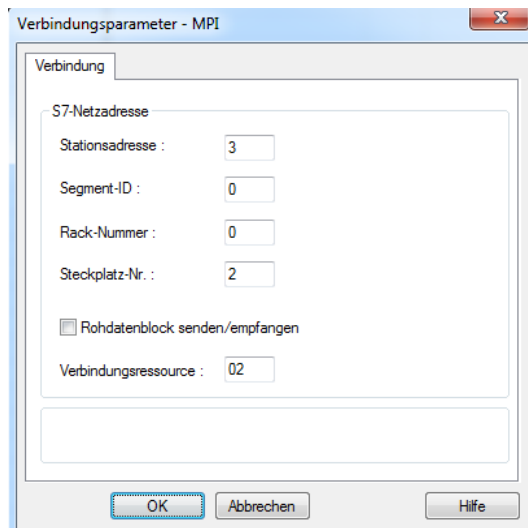 Verbindungsparameter - MPI
Verbindung
S7-Netzadresse
Stationsadresse : 3
Segment-ID : 0
Rack-Nummer : 0
Steckplatz-Nr. : 2
Rohdatenblock senden/empfangen
Verbindungsressource : 02
OK Abbrechen Hilfe